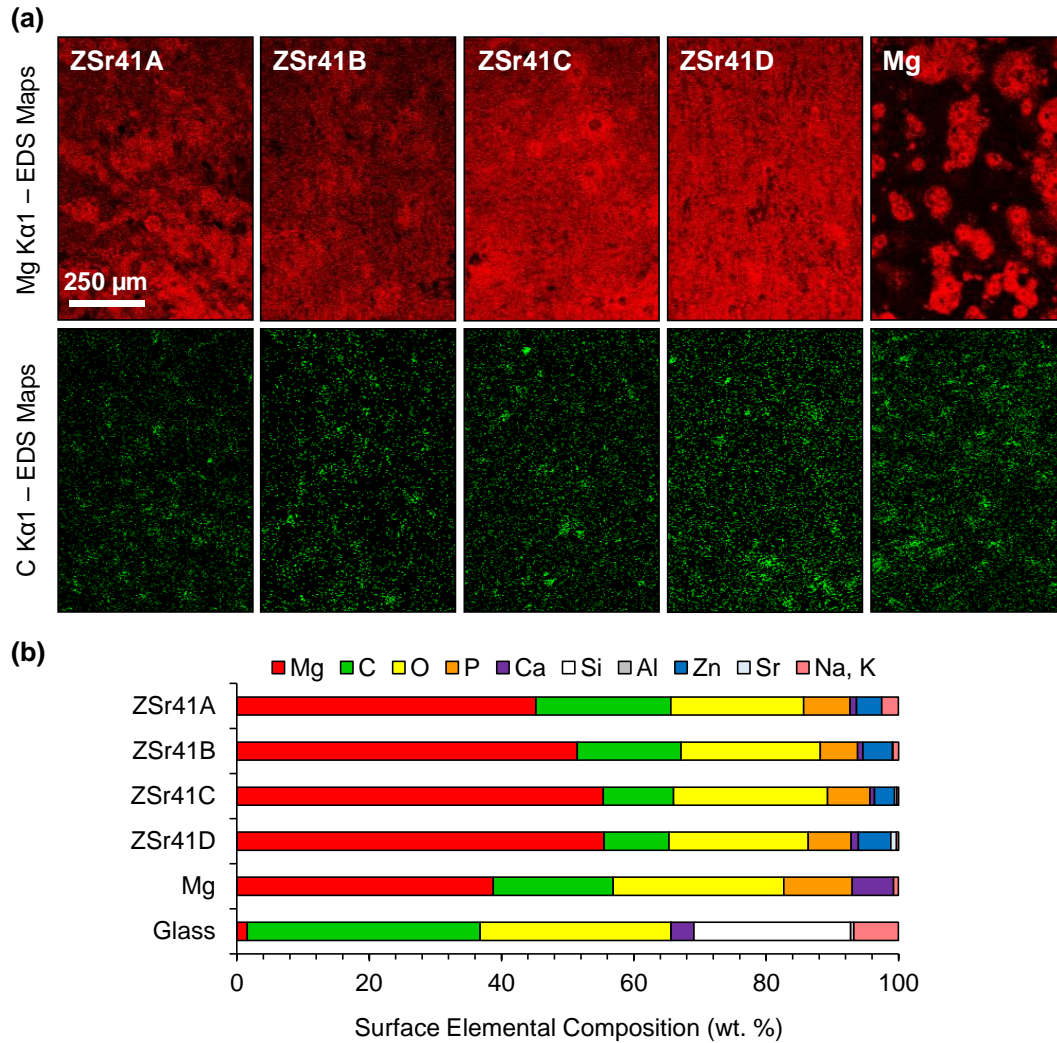 (a)
ZSr41A ZSr41B ZSr41C ZSr41D Mg
Mg Kα1 – EDS Maps
250 µm
C Kα1 – EDS Maps
(b)
Mg C O P Ca Si Al Zn Sr Na, K
ZSr41A
ZSr41B
ZSr41C
ZSr41D
Mg
Glass
0 20 40 60 80 100
Surface Elemental Composition (wt. %)